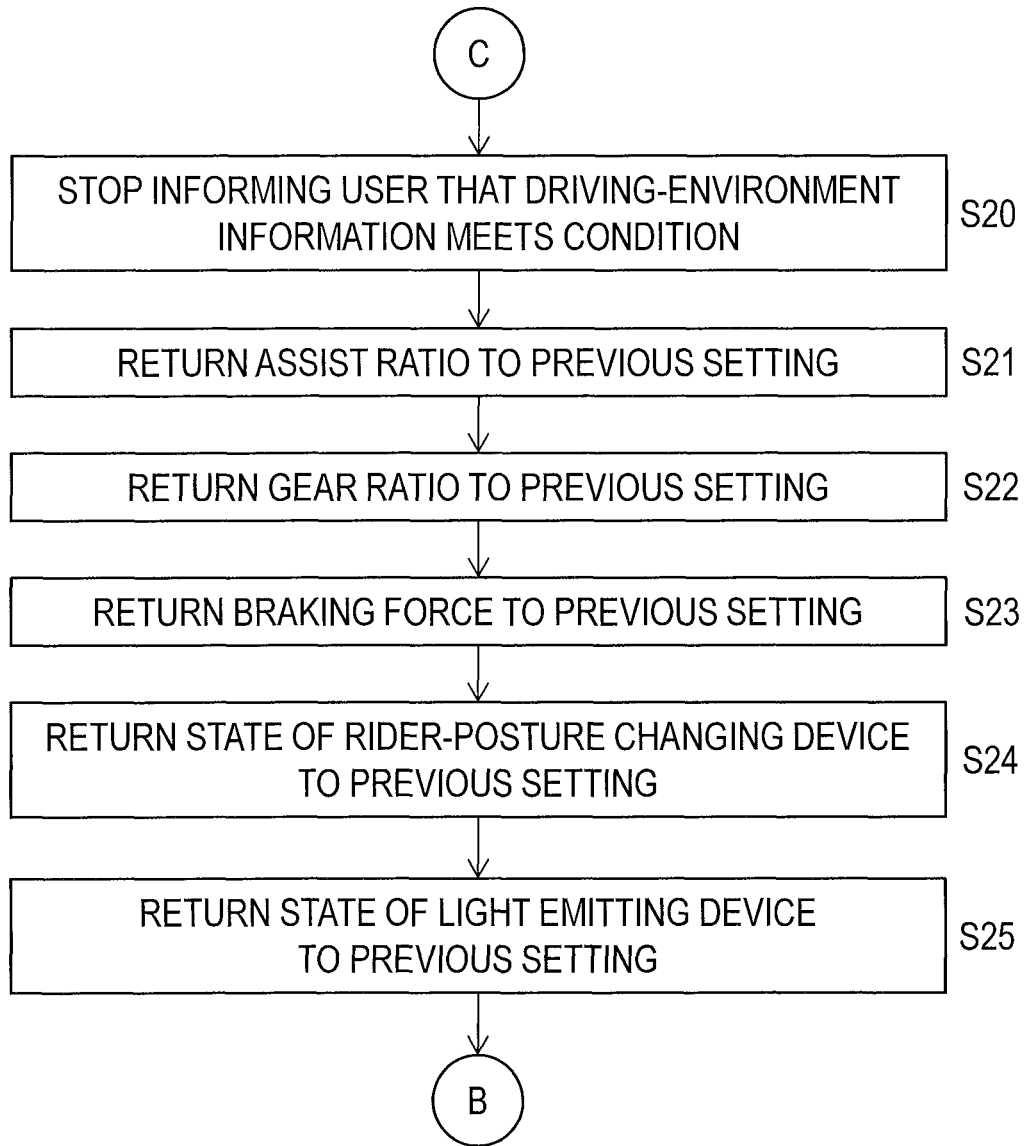 C
STOP INFORMING USER THAT DRIVING-ENVIRONMENT
INFORMATION MEETS CONDITION
S20
RETURN ASSIST RATIO TO PREVIOUS SETTING
S21
RETURN GEAR RATIO TO PREVIOUS SETTING
S22
RETURN BRAKING FORCE TO PREVIOUS SETTING
S23
RETURN STATE OF RIDER-POSTURE CHANGING DEVICE
TO PREVIOUS SETTING
S24
RETURN STATE OF LIGHT EMITTING DEVICE
TO PREVIOUS SETTING
S25
B